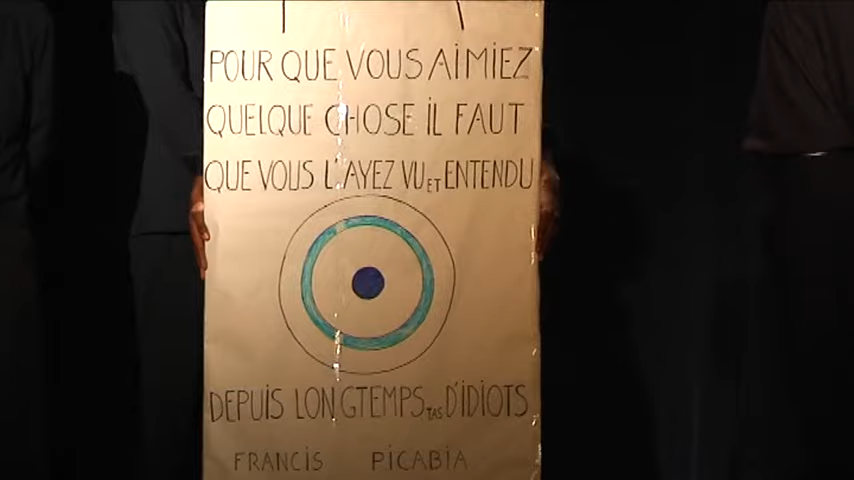 POUR QUE VOUS AiMiEZ
QUELQUE CHOSE iL FAUT
QUE VOUS L'AYEZ VU ET ENTENDU
DEPUiS LONGTEMPS TAS D'iDiOTS
FRANCiS PiCABiA